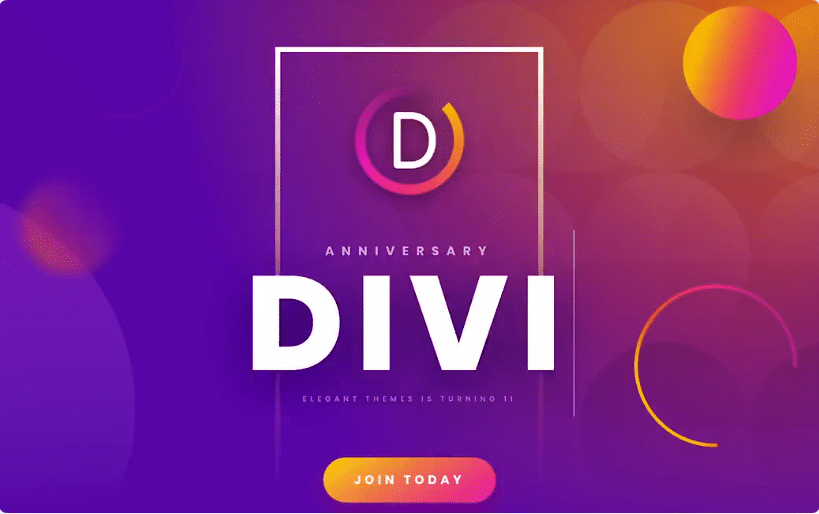 D
ANNIVERSARY
DIVI
ELEGANT THEMES IS TURNING 11
JOIN TODAY